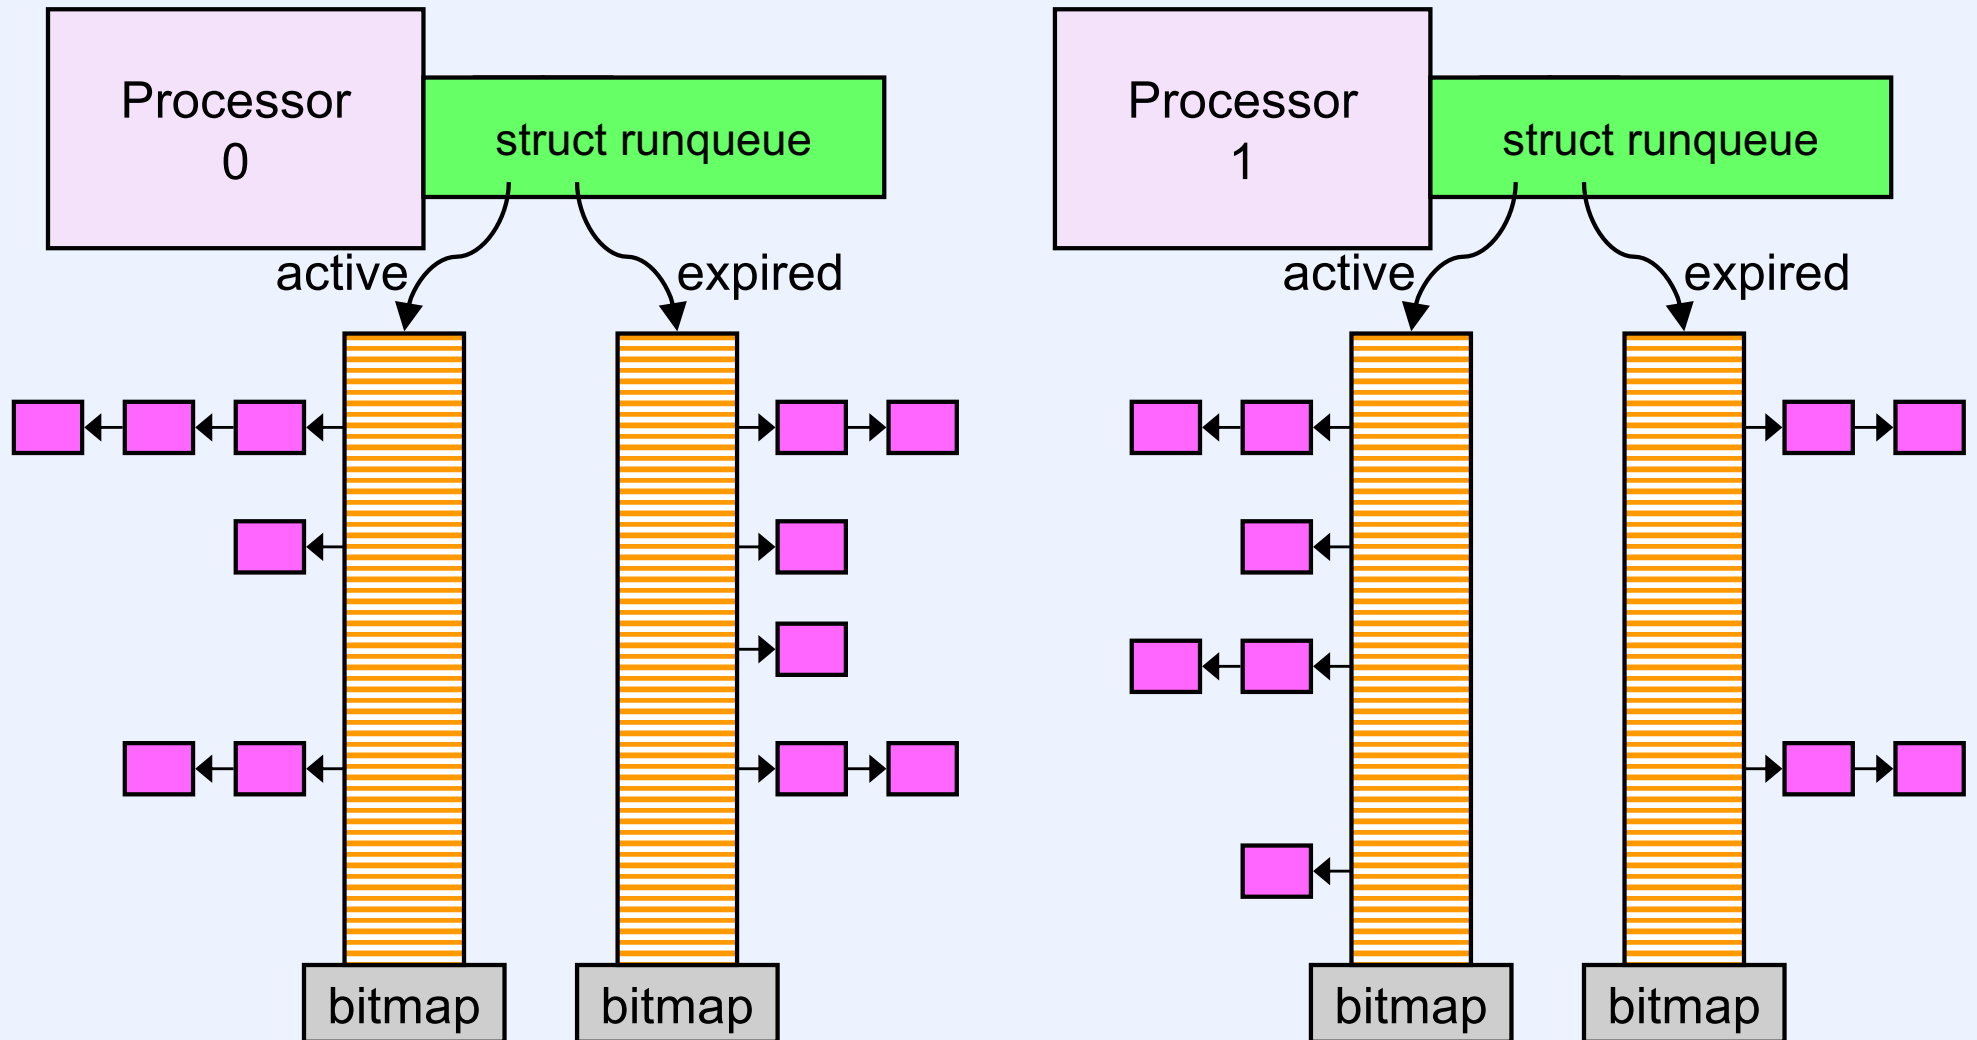 Processor
0
struct runqueue
active
expired
bitmap
bitmap
Processor
1
struct runqueue
active
expired
bitmap
bitmap